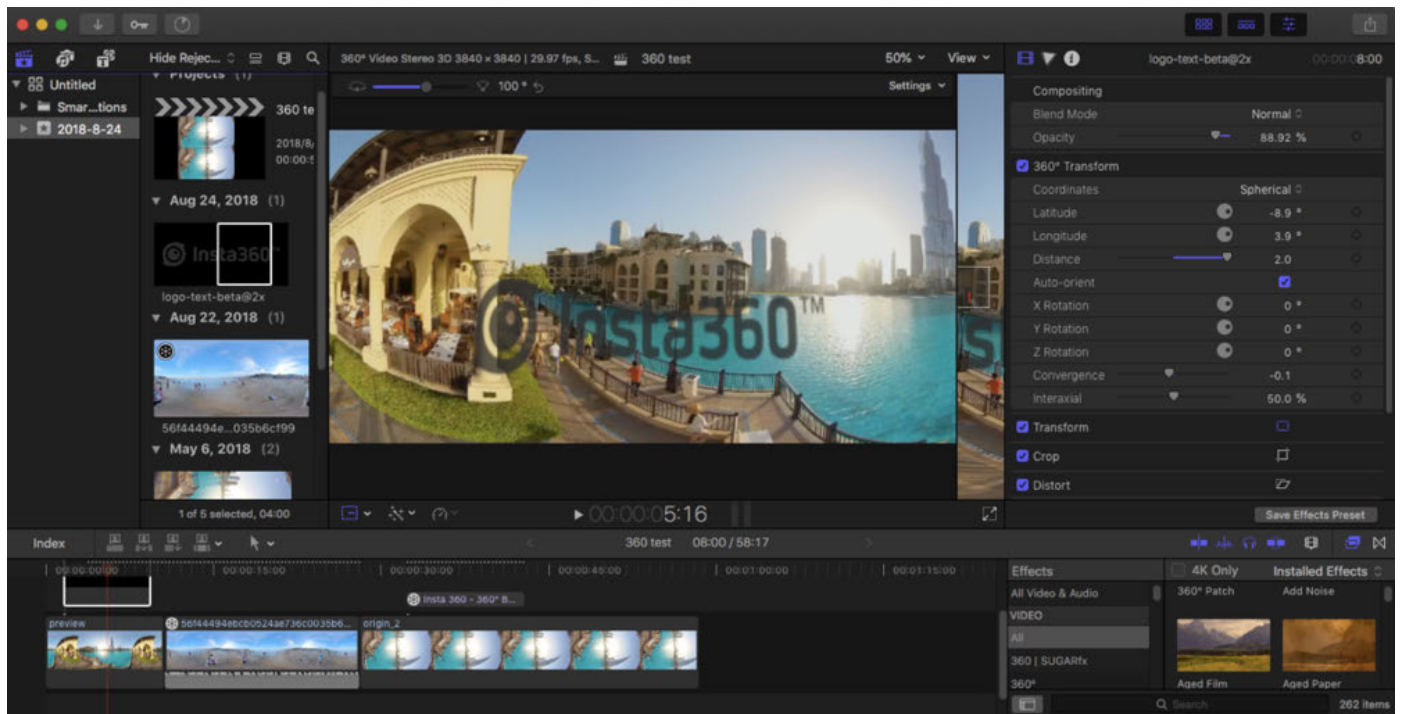 Hide Rejec...
360° Video Stereo 3D 3840 × 3840 | 29.97 fps, S...
360 test
50%
View
logo-text-beta@2x
00:00:08:00
Untitled
Smar...tions
2018-8-24
Projects (1)
360 te
2018/8/
Aug 24, 2018 (1)
Insta360
logo-text-beta@2x
Aug 22, 2018 (1)
56f44494e...035b6cf99
May 6, 2018 (2)
1 of 5 selected, 04:00
100°
Settings
Insta360™
00:00:05:16
Compositing
Blend Mode Normal
Opacity 88.92 %
360° Transform
Coordinates Spherical
Latitude -8.9 °
Longitude 3.9 °
Distance 2.0
Auto-orient
X Rotation 0 °
Y Rotation 0 °
Z Rotation 0 °
Convergence -0.1
Interaxial 50.0 %
Transform
Crop
Distort
Save Effects Preset
Index
360 test 08:00 / 58:17
00:00:00:00 00:00:15:00 00:00:30:00 00:00:45:00 00:01:00:00 00:01:15:00
Insta 360 - 360° B...
preview
56f44494ebcb0524ae736c0035b6...
origin_2
Effects
4K Only
Installed Effects
All Video & Audio
VIDEO
All
360 | SUGARfx
360°
360° Patch
Add Noise
Aged Film
Aged Paper
Search
262 items